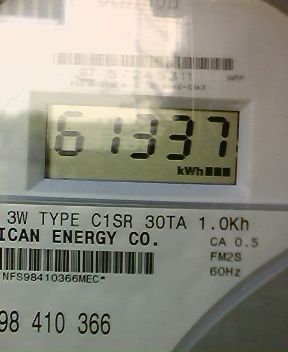 61337
kWh
3W TYPE C1SR 30TA 1.0Kh
ICAN ENERGY CO.
CA 0.5
FM2S
NFS98410366MEC*
60Hz
98 410 366